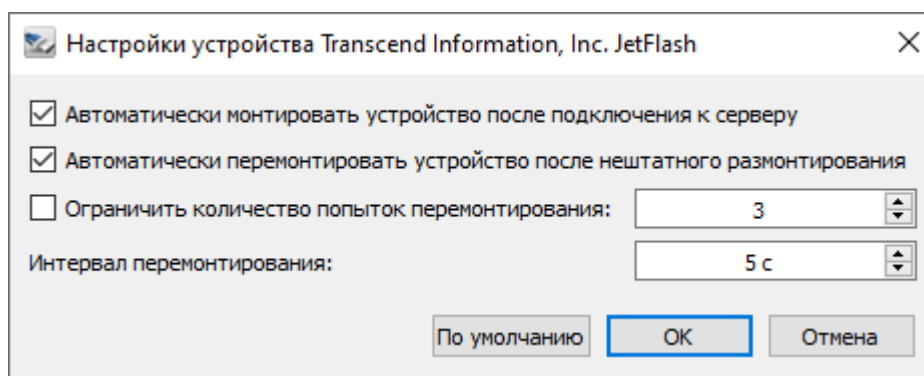 Настройки устройства Transcend Information, Inc. JetFlash
Автоматически монтировать устройство после подключения к серверу
Автоматически перемонтировать устройство после нештатного размонтирования
Ограничить количество попыток перемонтирования: 3
Интервал перемонтирования: 5 с
По умолчанию OK Отмена